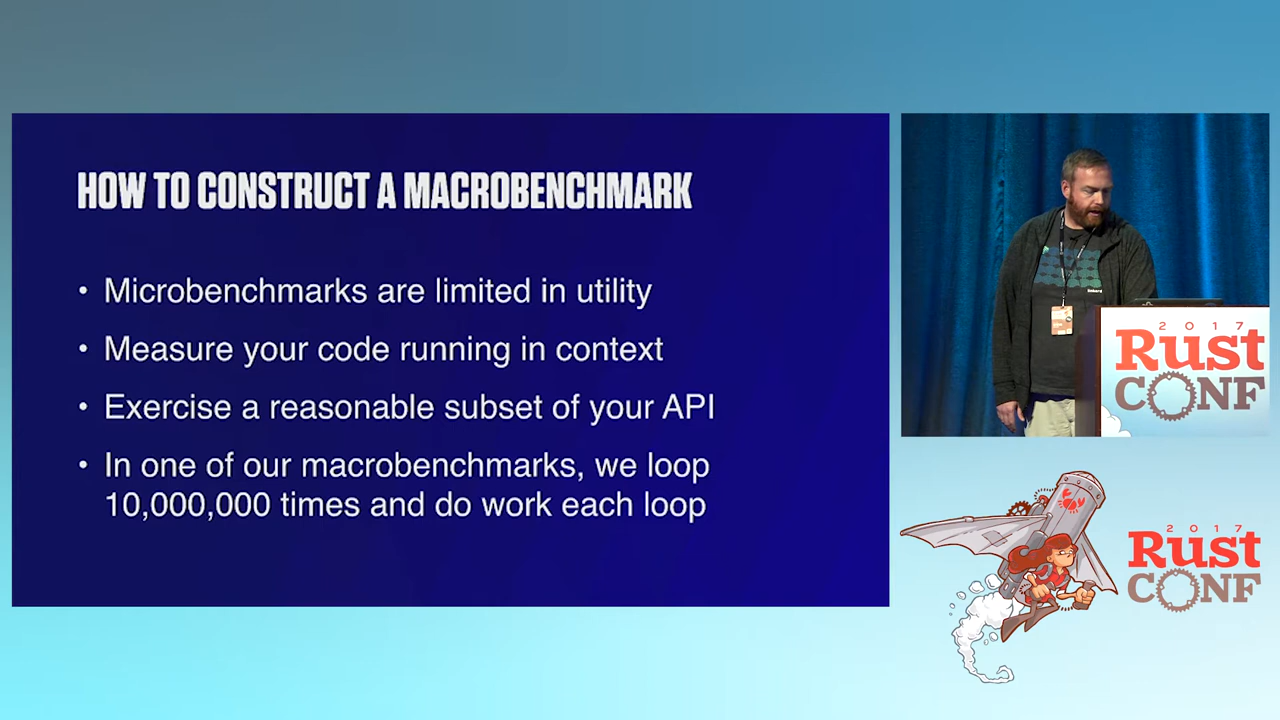 HOW TO CONSTRUCT A MACROBENCHMARK
• Microbenchmarks are limited in utility
• Measure your code running in context
• Exercise a reasonable subset of your API
• In one of our macrobenchmarks, we loop
10,000,000 times and do work each loop
2017
Rust
CONF
2017
Rust
CONF